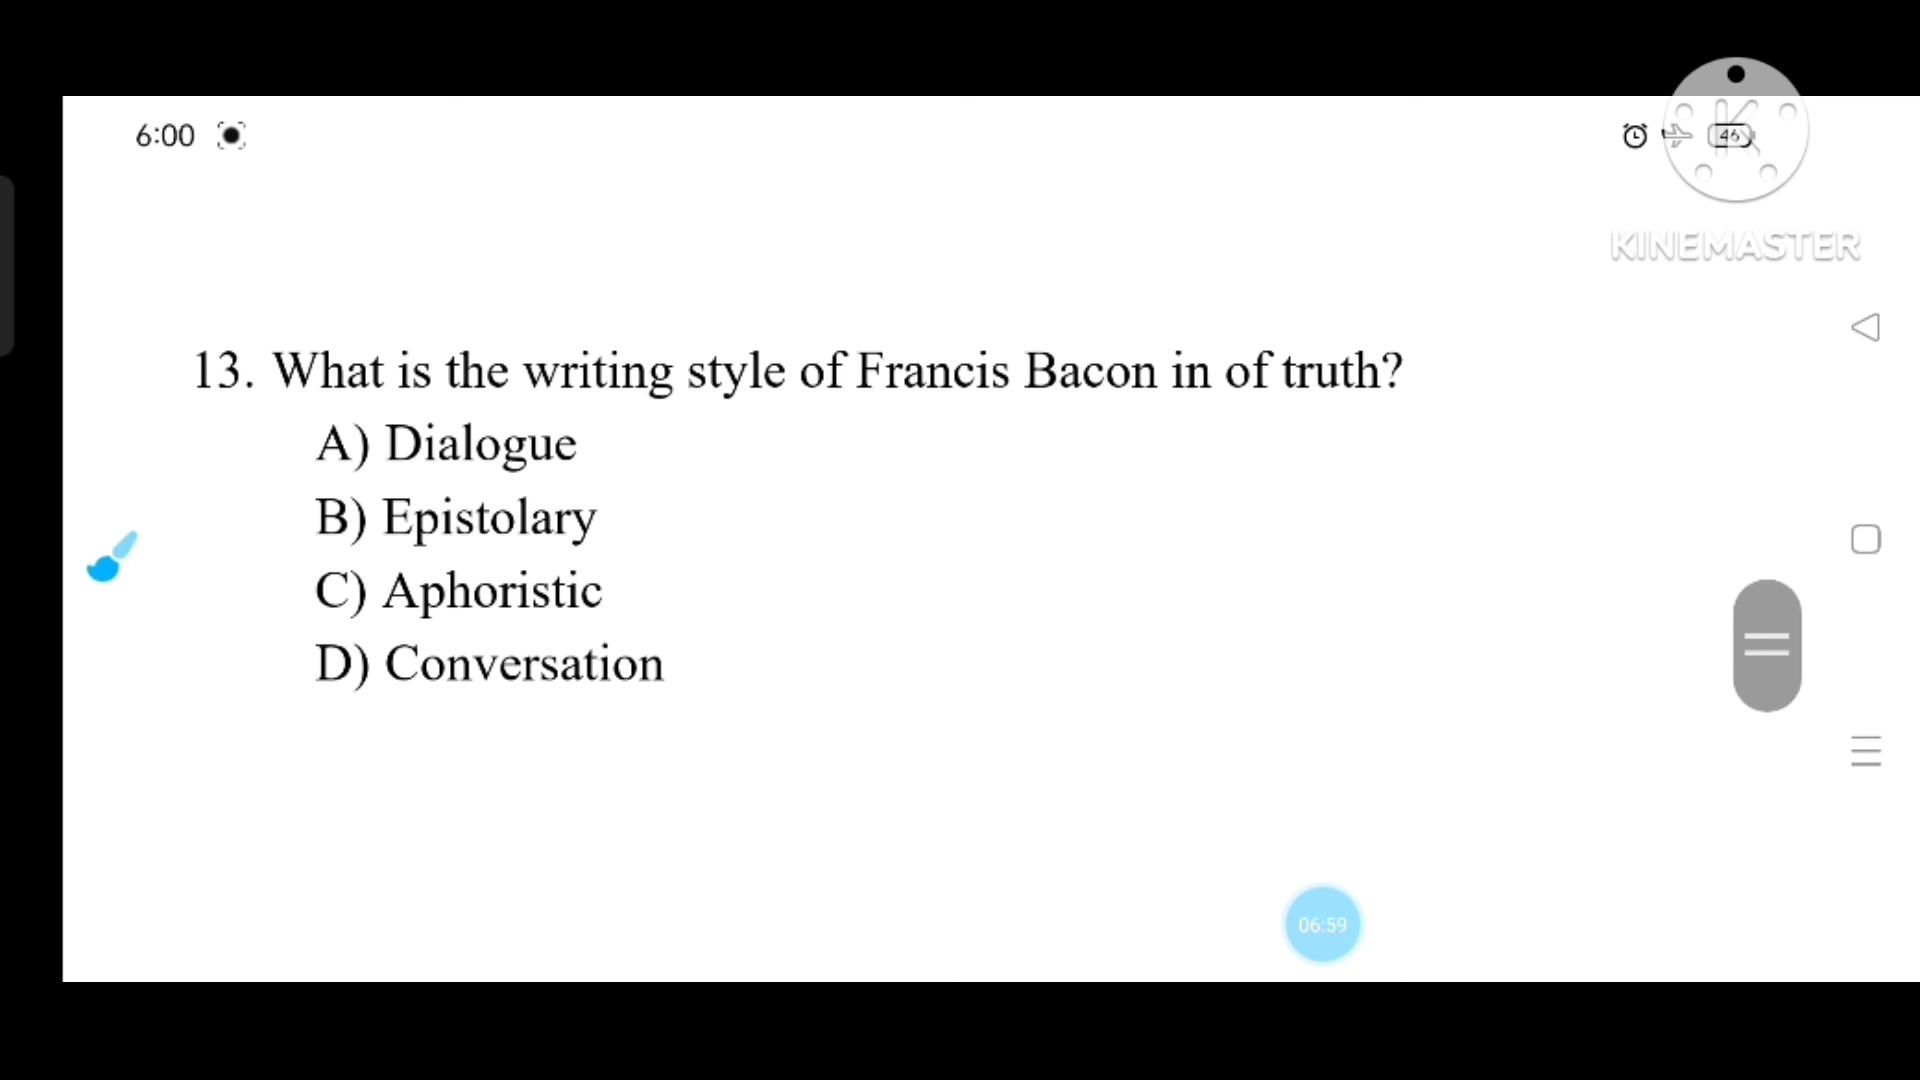 6:00
46
KINEMASTER
13. What is the writing style of Francis Bacon in of truth?
A) Dialogue
B) Epistolary
C) Aphoristic
D) Conversation
06:59